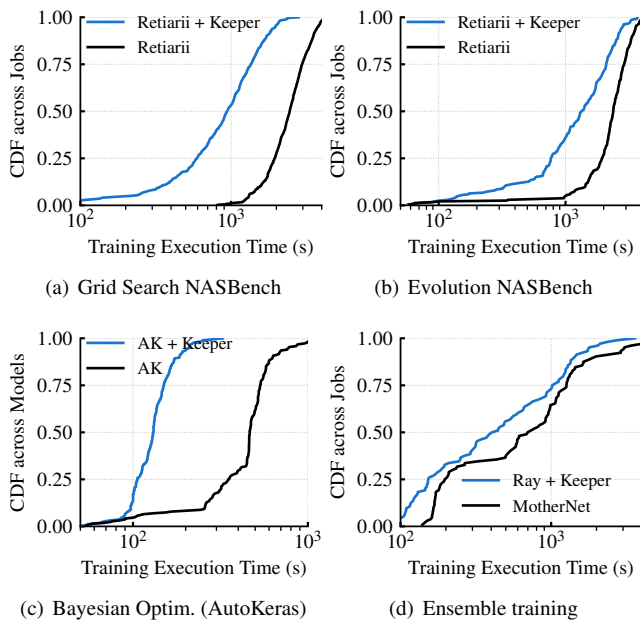 Retiarii + Keeper
Retiarii
CDF across Jobs
1.00
0.75
0.50
0.25
0.00
10^2
10^3
Training Execution Time (s)
(a) Grid Search NASBench
Retiarii + Keeper
Retiarii
CDF across Jobs
1.00
0.75
0.50
0.25
0.00
10^2
10^3
Training Execution Time (s)
(b) Evolution NASBench
AK + Keeper
AK
CDF across Models
1.00
0.75
0.50
0.25
0.00
10^2
10^3
Training Execution Time (s)
(c) Bayesian Optim. (AutoKeras)
CDF across Jobs
1.00
0.75
0.50
0.25
0.00
Ray + Keeper
MotherNet
10^2
10^3
Training Execution Time (s)
(d) Ensemble training